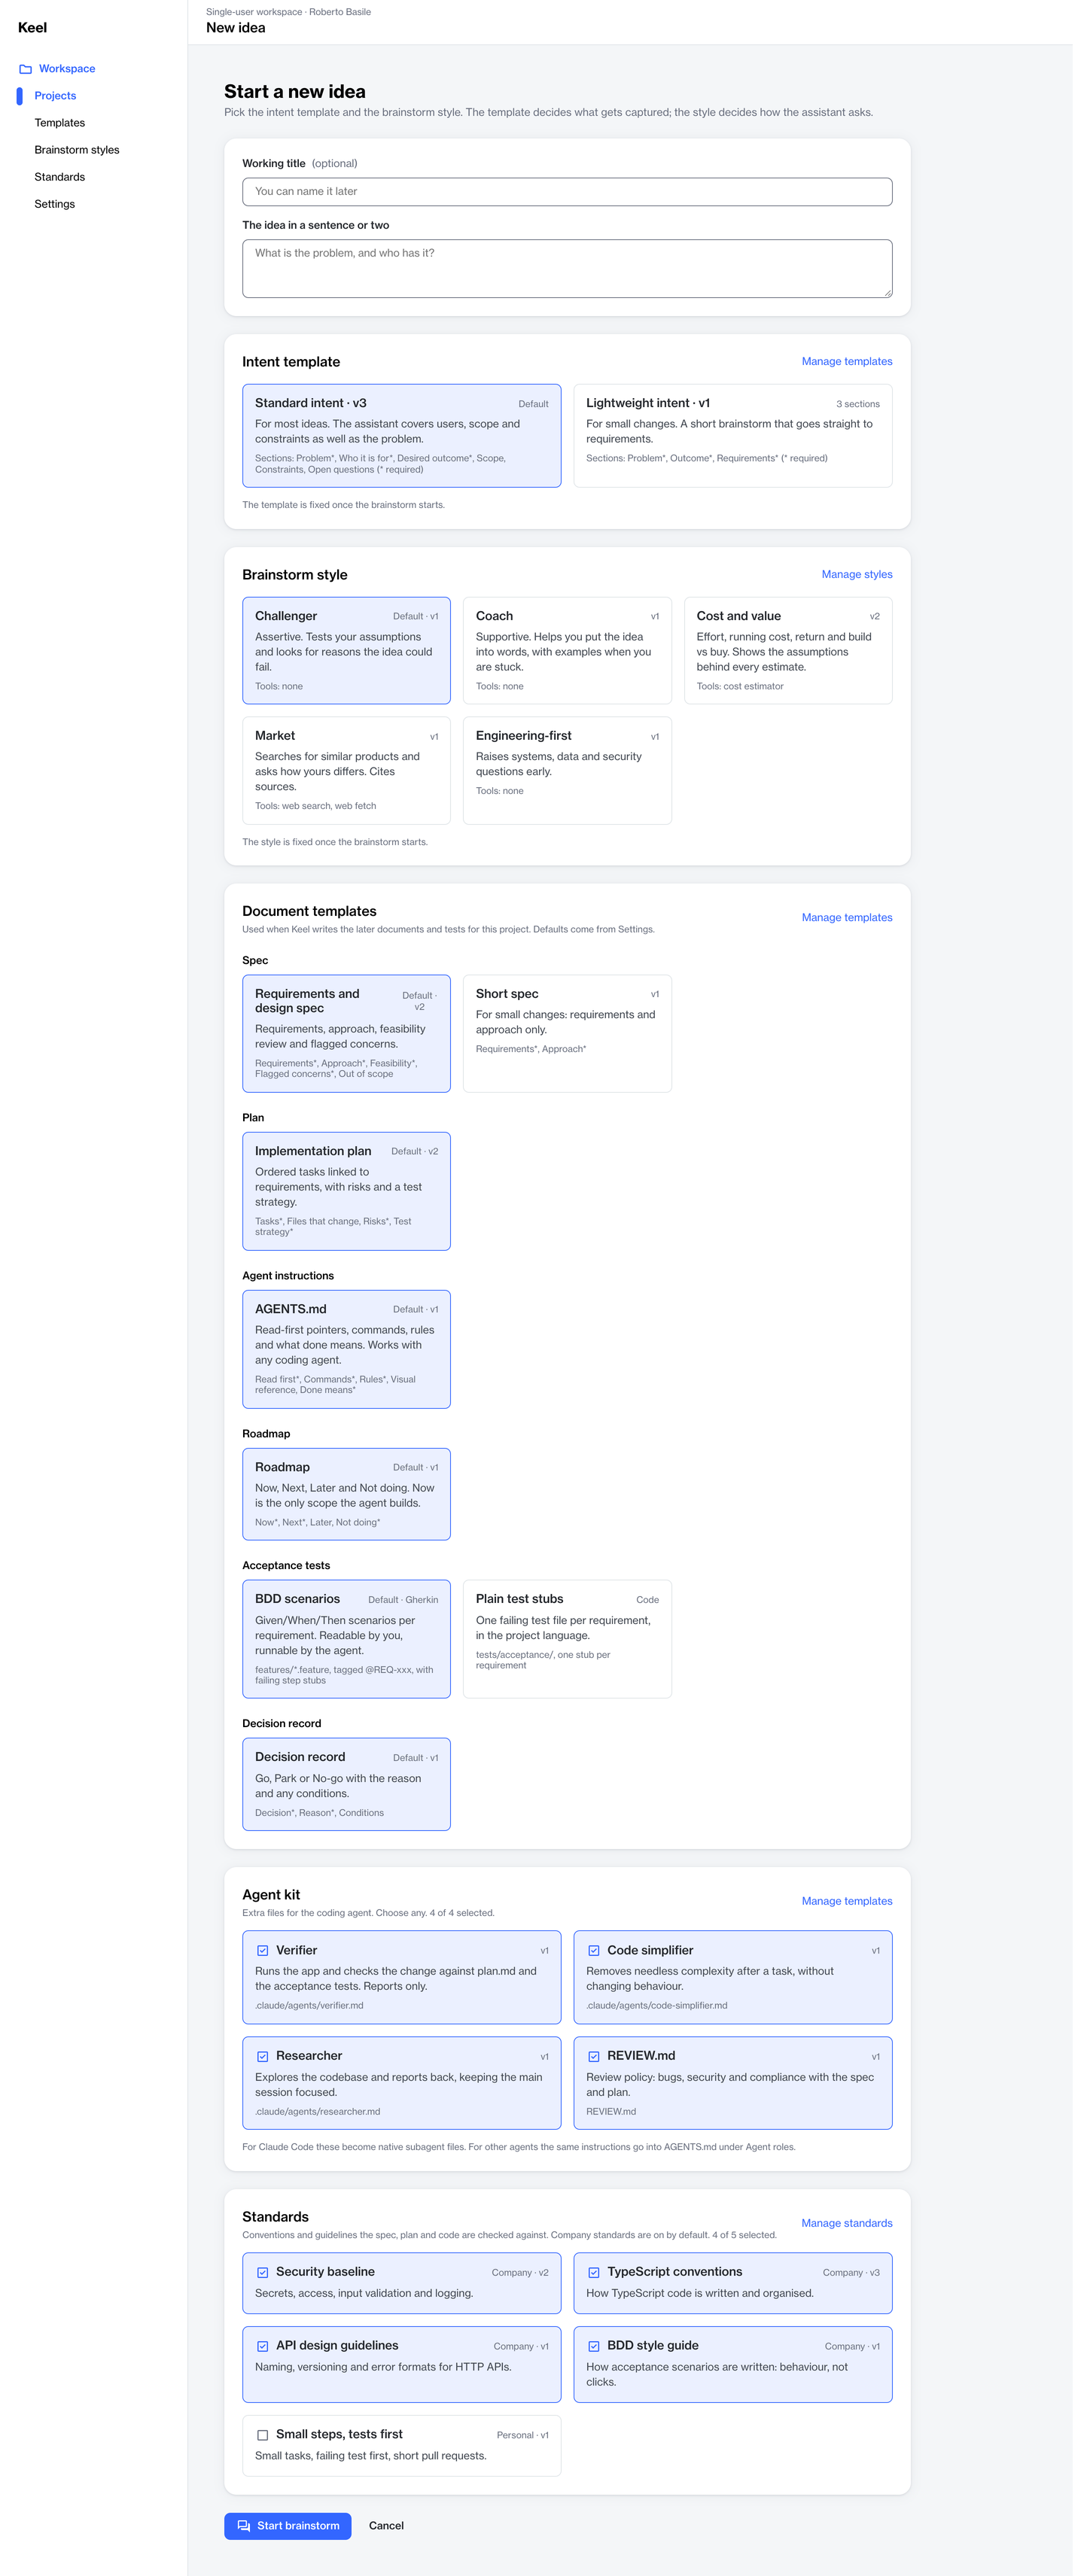 Keel
Workspace
Projects
Templates
Brainstorm styles
Standards
Settings
Single-user workspace · Roberto Basile
New idea
Start a new idea
Pick the intent template and the brainstorm style. The template decides what gets captured; the style decides how the assistant asks.
Working title (optional)
You can name it later
The idea in a sentence or two
What is the problem, and who has it?
Intent template
Manage templates
Standard intent · v3
Default
For most ideas. The assistant covers users, scope and
constraints as well as the problem.
Sections: Problem*, Who it is for*, Desired outcome*, Scope,
Constraints, Open questions (* required)
Lightweight intent · v1
3 sections
For small changes. A short brainstorm that goes straight to
requirements.
Sections: Problem*, Outcome*, Requirements* (* required)
The template is fixed once the brainstorm starts.
Brainstorm style
Manage styles
Challenger
Default · v1
Assertive. Tests your assumptions
and looks for reasons the idea could
fail.
Tools: none
Coach
v1
Supportive. Helps you put the idea
into words, with examples when you
are stuck.
Tools: none
Cost and value
v2
Effort, running cost, return and build
vs buy. Shows the assumptions
behind every estimate.
Tools: cost estimator
Market
v1
Searches for similar products and
asks how yours differs. Cites
sources.
Tools: web search, web fetch
Engineering-first
v1
Raises systems, data and security
questions early.
Tools: none
The style is fixed once the brainstorm starts.
Document templates
Used when Keel writes the later documents and tests for this project. Defaults come from Settings.
Manage templates
Spec
Requirements and
design spec
Default ·
v2
Requirements, approach, feasibility
review and flagged concerns.
Requirements*, Approach*, Feasibility*,
Flagged concerns*, Out of scope
Short spec
v1
For small changes: requirements and
approach only.
Requirements*, Approach*
Plan
Implementation plan
Default · v2
Ordered tasks linked to
requirements, with risks and a test
strategy.
Tasks*, Files that change, Risks*, Test
strategy*
Agent instructions
AGENTS.md
Default · v1
Read-first pointers, commands, rules
and what done means. Works with
any coding agent.
Read first*, Commands*, Rules*, Visual
reference, Done means*
Roadmap
Roadmap
Default · v1
Now, Next, Later and Not doing. Now
is the only scope the agent builds.
Now*, Next*, Later, Not doing*
Acceptance tests
BDD scenarios
Default · Gherkin
Given/When/Then scenarios per
requirement. Readable by you,
runnable by the agent.
features/*.feature, tagged @REQ-xxx, with
failing step stubs
Plain test stubs
Code
One failing test file per requirement,
in the project language.
tests/acceptance/, one stub per
requirement
Decision record
Decision record
Default · v1
Go, Park or No-go with the reason
and any conditions.
Decision*, Reason*, Conditions
Agent kit
Extra files for the coding agent. Choose any. 4 of 4 selected.
Manage templates
Verifier
v1
Runs the app and checks the change against plan.md and
the acceptance tests. Reports only.
.claude/agents/verifier.md
Code simplifier
v1
Removes needless complexity after a task, without
changing behaviour.
.claude/agents/code-simplifier.md
Researcher
v1
Explores the codebase and reports back, keeping the main
session focused.
.claude/agents/researcher.md
REVIEW.md
v1
Review policy: bugs, security and compliance with the spec
and plan.
REVIEW.md
For Claude Code these become native subagent files. For other agents the same instructions go into AGENTS.md under Agent roles.
Standards
Conventions and guidelines the spec, plan and code are checked against. Company standards are on by default. 4 of 5 selected.
Manage standards
Security baseline
Company · v2
Secrets, access, input validation and logging.
TypeScript conventions
Company · v3
How TypeScript code is written and organised.
API design guidelines
Company · v1
Naming, versioning and error formats for HTTP APIs.
BDD style guide
Company · v1
How acceptance scenarios are written: behaviour, not
clicks.
Small steps, tests first
Personal · v1
Small tasks, failing test first, short pull requests.
Start brainstorm
Cancel